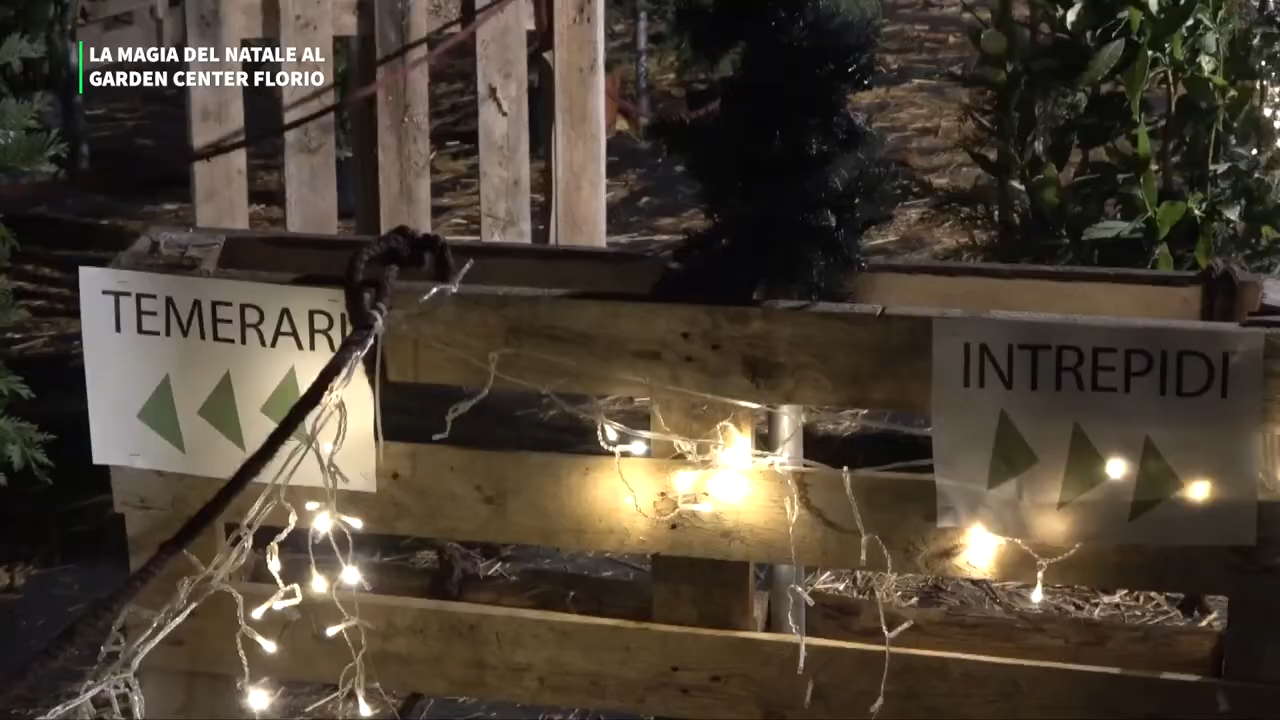 LA MAGIA DEL NATALE AL
GARDEN CENTER FLORIO
TEMERARI
INTREPIDI